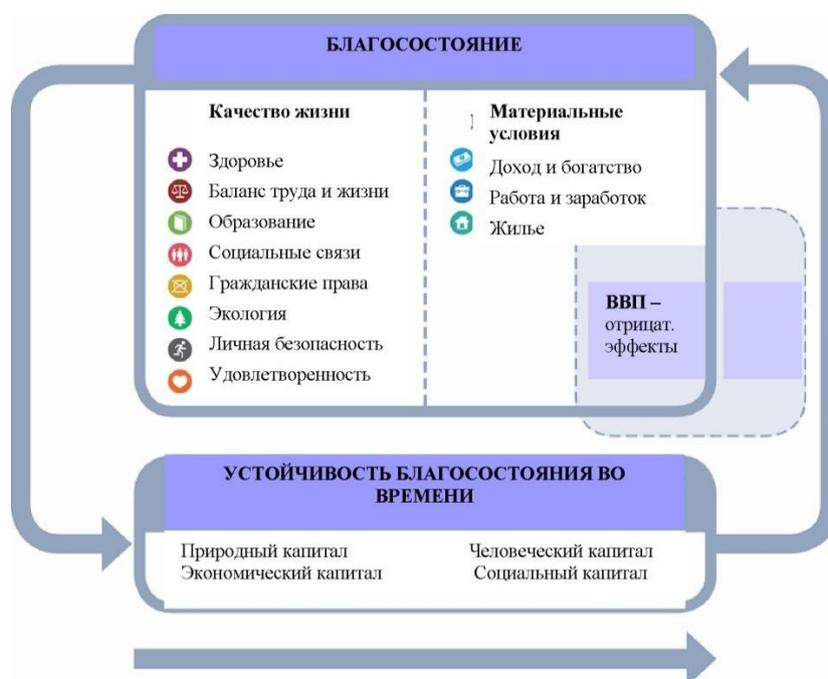 БЛАГОСОСТОЯНИЕ
Качество жизни
Здоровье
Баланс труда и жизни
Образование
Социальные связи
Гражданские права
Экология
Личная безопасность
Удовлетворенность
Материальные
условия
Доход и богатство
Работа и заработок
Жилье
ВВП –
отрицат.
эффекты
УСТОЙЧИВОСТЬ БЛАГОСОСТОЯНИЯ ВО
ВРЕМЕНИ
Природный капитал
Экономический капитал
Человеческий капитал
Социальный капитал